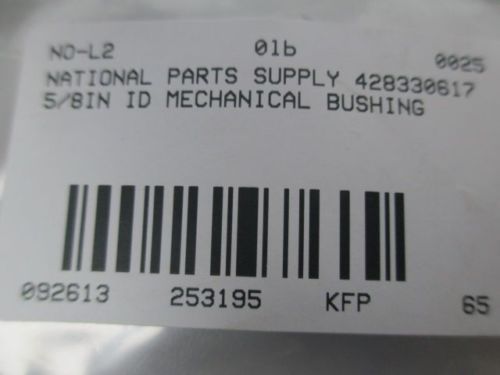 NO-L2 01b 0025
NATIONAL PARTS SUPPLY 428330617
5/8IN ID MECHANICAL BUSHING
092613 253195 KFP 65